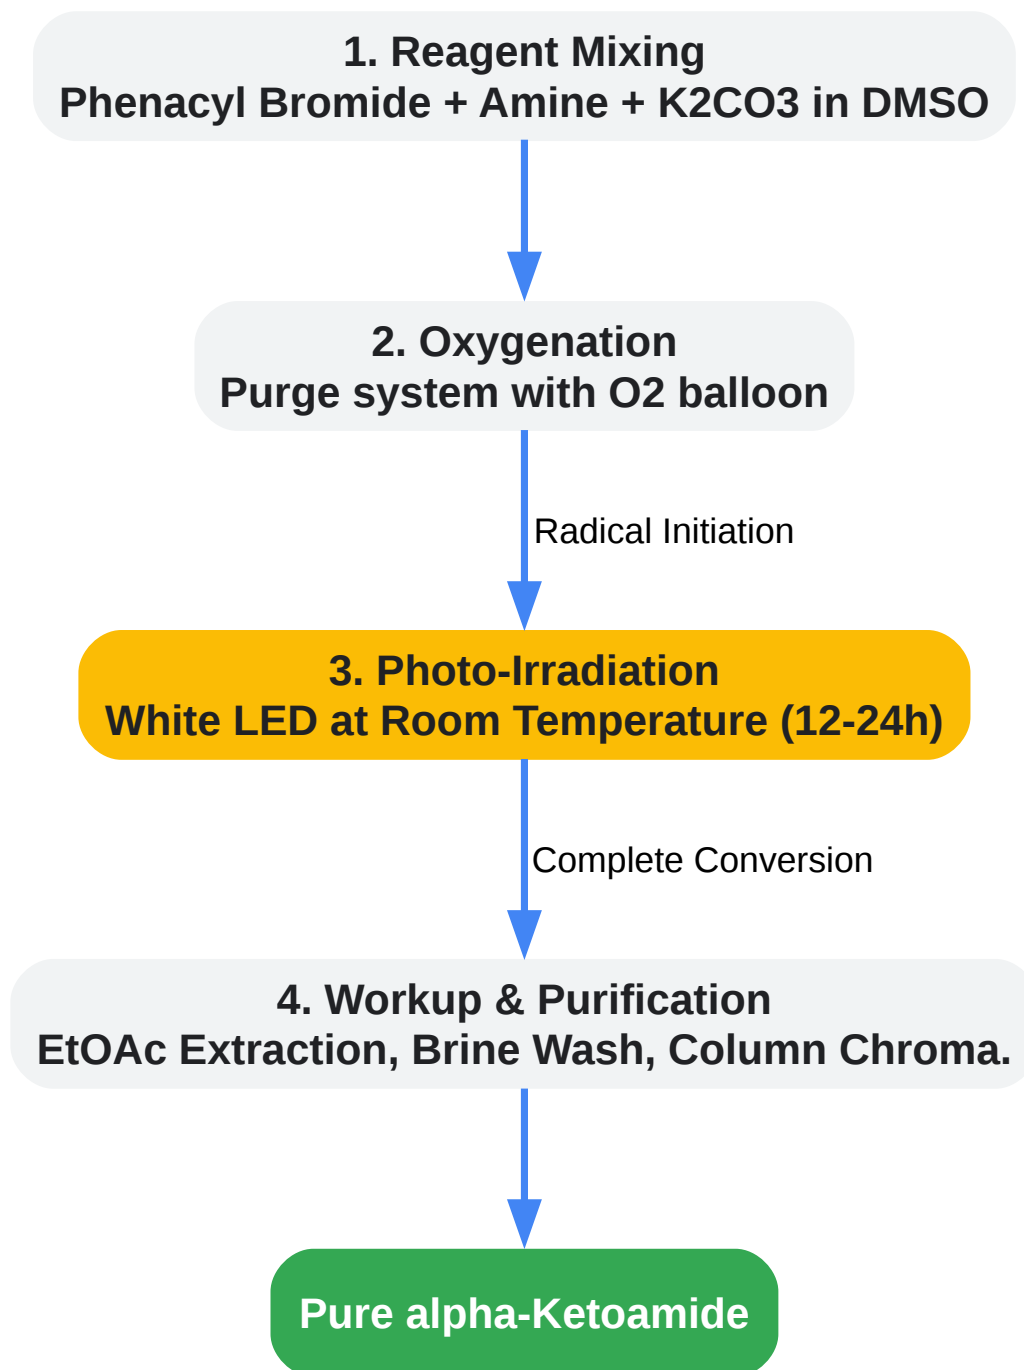 1. Reagent Mixing
Phenacyl Bromide + Amine + K2CO3 in DMSO
2. Oxygenation
Purge system with O2 balloon
Radical Initiation
3. Photo-Irradiation
White LED at Room Temperature (12-24h)
Complete Conversion
4. Workup & Purification
EtOAc Extraction, Brine Wash, Column Chroma.
Pure alpha-Ketoamide